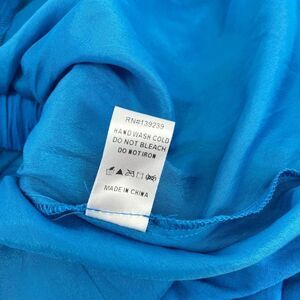 RN#139239
HAND WASH COLD
DO NOT BLEACH
DO NOT IRON
MADE IN CHINA